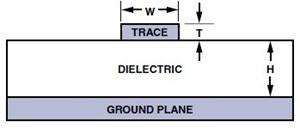 W
TRACE
T
DIELECTRIC
H
GROUND PLANE